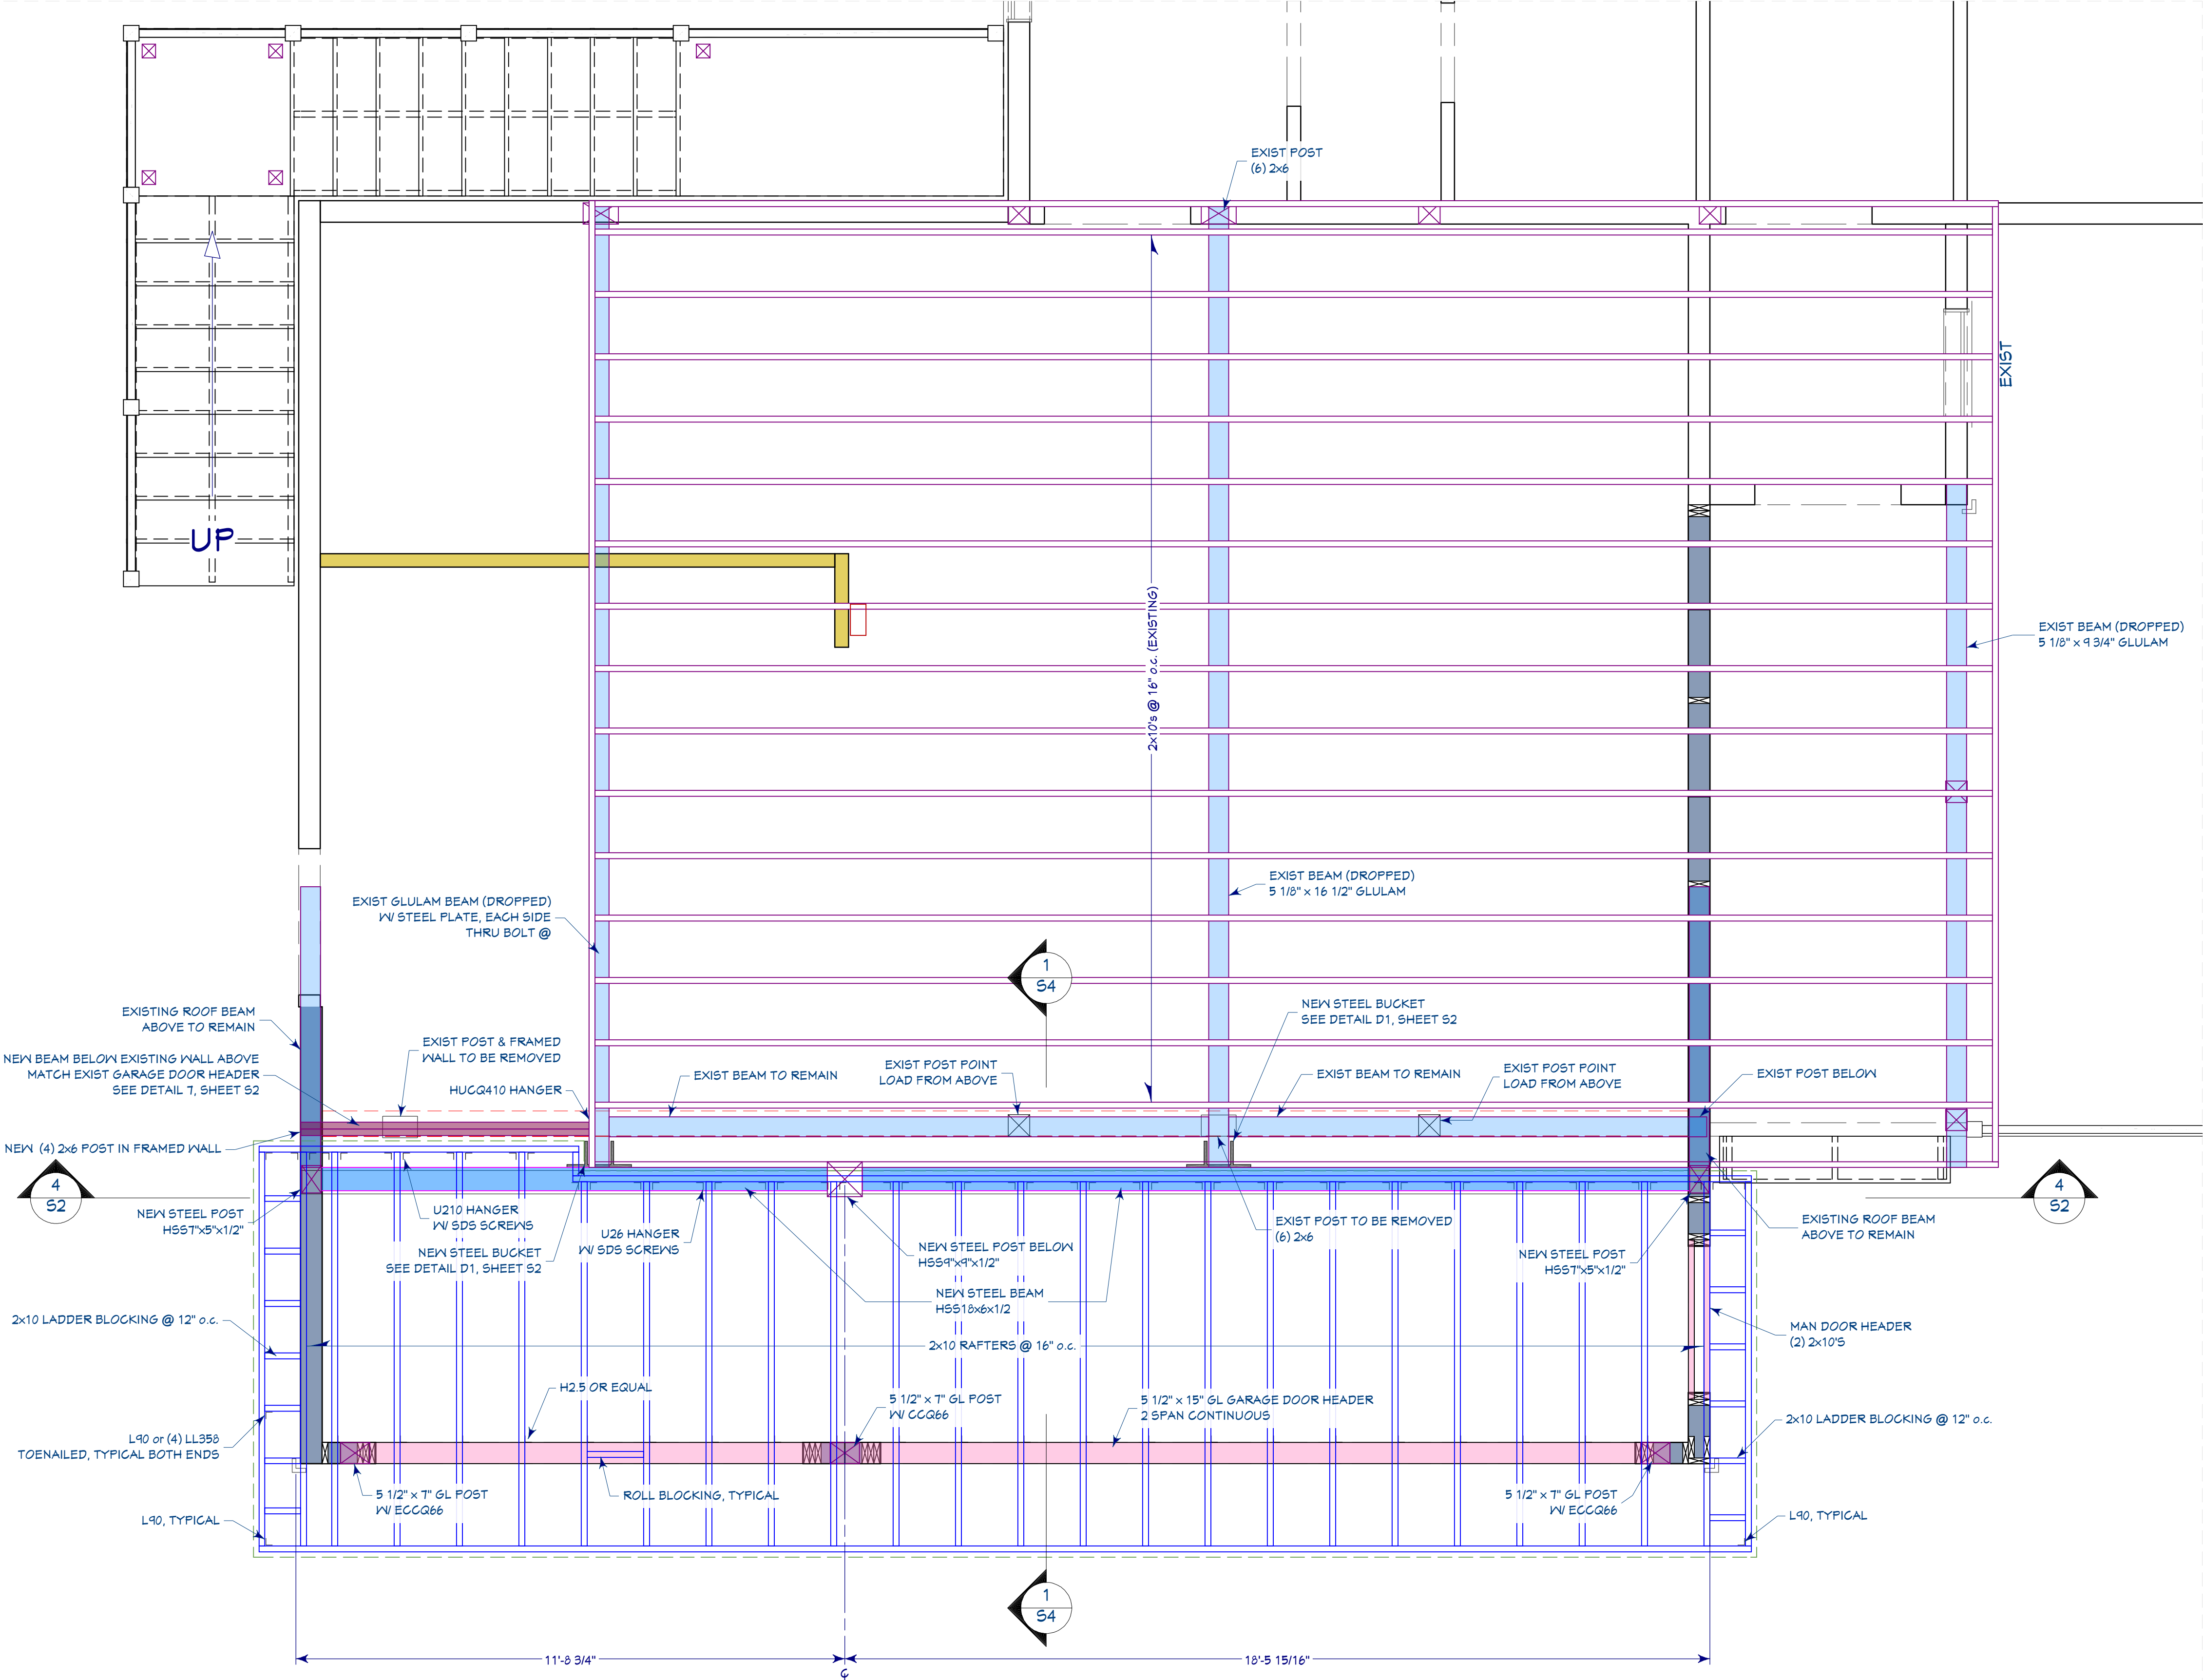 EXIST POST
(6) 2x6
EXIST
UP
2x10's @ 16" o.c. (EXISTING)
EXIST BEAM (DROPPED)
5 1/8" x 9 3/4" GLULAM
EXIST BEAM (DROPPED)
5 1/8" x 16 1/2" GLULAM
EXIST GLULAM BEAM (DROPPED)
W/ STEEL PLATE, EACH SIDE
THRU BOLT @
1
S4
NEW STEEL BUCKET
SEE DETAIL D1, SHEET S2
EXISTING ROOF BEAM
ABOVE TO REMAIN
NEW BEAM BELOW EXISTING WALL ABOVE
MATCH EXIST GARAGE DOOR HEADER
SEE DETAIL 7, SHEET S2
EXIST POST & FRAMED
WALL TO BE REMOVED
HUCQ410 HANGER
EXIST BEAM TO REMAIN
EXIST POST POINT
LOAD FROM ABOVE
EXIST BEAM TO REMAIN
EXIST POST POINT
LOAD FROM ABOVE
EXIST POST BELOW
NEW (4) 2x6 POST IN FRAMED WALL
4
S2
4
S2
NEW STEEL POST
HSS7"x5"x1/2"
U210 HANGER
W/ SDS SCREWS
NEW STEEL BUCKET
SEE DETAIL D1, SHEET S2
U26 HANGER
W/ SDS SCREWS
NEW STEEL POST BELOW
HSS9"x9"x1/2"
EXIST POST TO BE REMOVED
(6) 2x6
NEW STEEL POST
HSS7"x5"x1/2"
EXISTING ROOF BEAM
ABOVE TO REMAIN
NEW STEEL BEAM
HSS18x6x1/2
2x10 LADDER BLOCKING @ 12" o.c.
2x10 RAFTERS @ 16" o.c.
MAN DOOR HEADER
(2) 2x10'S
H2.5 OR EQUAL
5 1/2" x 7" GL POST
W/ CCQ66
5 1/2" x 15" GL GARAGE DOOR HEADER
2 SPAN CONTINUOUS
2x10 LADDER BLOCKING @ 12" o.c.
L90 or (4) LL358
TOENAILED, TYPICAL BOTH ENDS
5 1/2" x 7" GL POST
W/ ECCQ66
ROLL BLOCKING, TYPICAL
5 1/2" x 7" GL POST
W/ ECCQ66
L90, TYPICAL
L90, TYPICAL
1
S4
11'-8 3/4"
18'-5 15/16"
℄